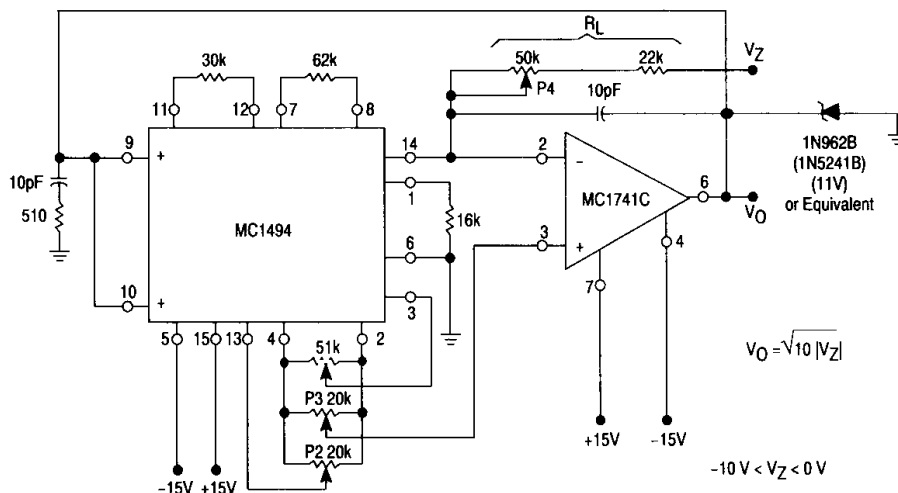 R_L
30k
62k
50k
22k
V_Z
P4
11
12
7
8
10pF
9
+
14
2
−
6
1N962B
(1N5241B)
(11V)
or Equivalent
10pF
1
MC1741C
V_O
510
MC1494
16k
6
3
+
4
10
+
3
7
5
15
13
4
2
51k
V_O = √10 |V_Z|
P3 20k
P2 20k
+15V
−15V
−15V
+15V
−10 V < V_Z < 0 V